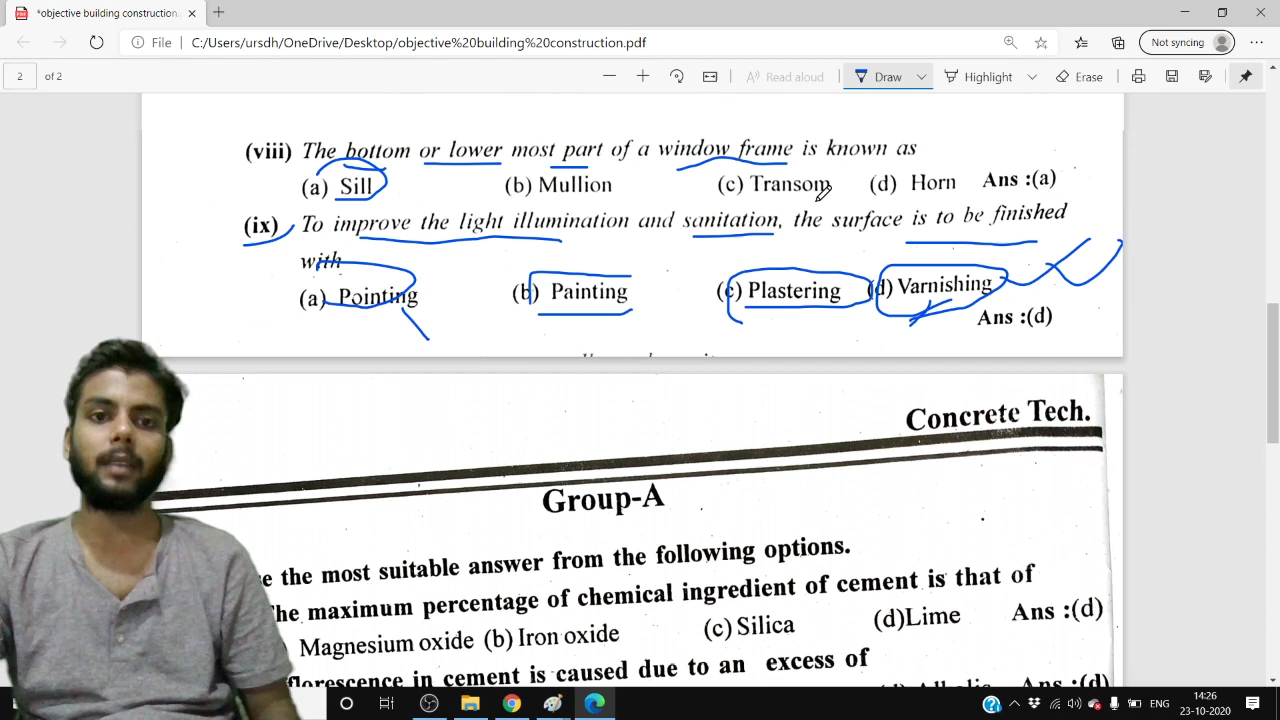 *objective building construction.
File
C:/Users/ursdh/OneDrive/Desktop/objective%20building%20construction.pdf
Not syncing
2 of 2
Read aloud
Draw
Highlight
Erase
(viii) The bottom or lower most part of a window frame is known as
(a) Sill (b) Mullion (c) Transom (d) Horn Ans :(a)
(ix) To improve the light illumination and sanitation, the surface is to be finished
with
(a) Pointing (b) Painting (c) Plastering (d) Varnishing
Ans :(d)
Concrete Tech.
Group-A
the most suitable answer from the following options.
maximum percentage of chemical ingredient of cement is that of
Magnesium oxide (b) Iron oxide (c) Silica (d)Lime Ans :(d)
in cement is caused due to an excess of
Ans :(d)
ENG
14:26
23-10-2020